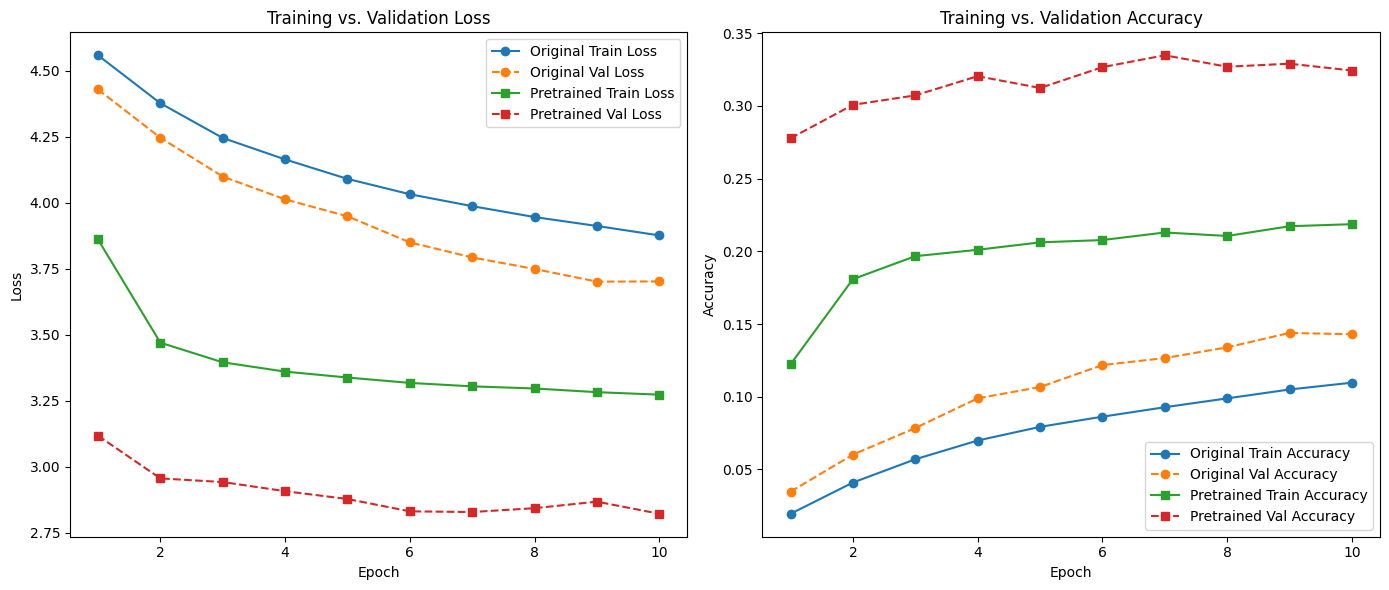 Training vs. Validation Loss
4.50
4.25
4.00
3.75
3.50
3.25
3.00
2.75
Loss
2
4
6
8
10
Epoch
Original Train Loss
Original Val Loss
Pretrained Train Loss
Pretrained Val Loss
Training vs. Validation Accuracy
0.35
0.30
0.25
0.20
0.15
0.10
0.05
Accuracy
2
4
6
8
10
Epoch
Original Train Accuracy
Original Val Accuracy
Pretrained Train Accuracy
Pretrained Val Accuracy